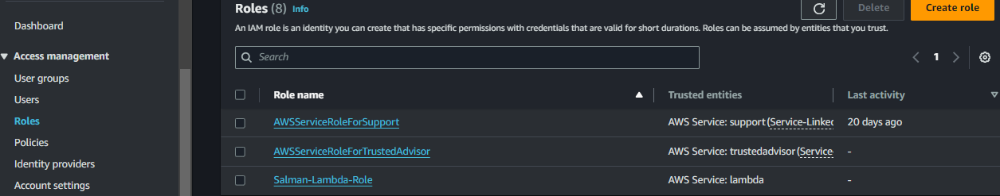 Roles (8) Info
Delete
Create role
An IAM role is an identity you can create that has specific permissions with credentials that are valid for short durations. Roles can be assumed by entities that you trust.
Search
1
Dashboard
Access management
User groups
Users
Roles
Policies
Identity providers
Account settings
Role name Trusted entities Last activity
AWSServiceRoleForSupport AWS Service: support (Service-Linked 20 days ago
AWSServiceRoleForTrustedAdvisor AWS Service: trustedadvisor (Service- -
Salman-Lambda-Role AWS Service: lambda -